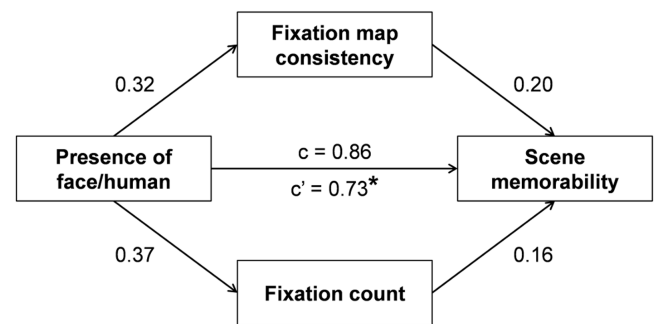 Fixation map
consistency
0.32
0.20
Presence of
face/human
c = 0.86
c' = 0.73*
Scene
memorability
0.37
0.16
Fixation count